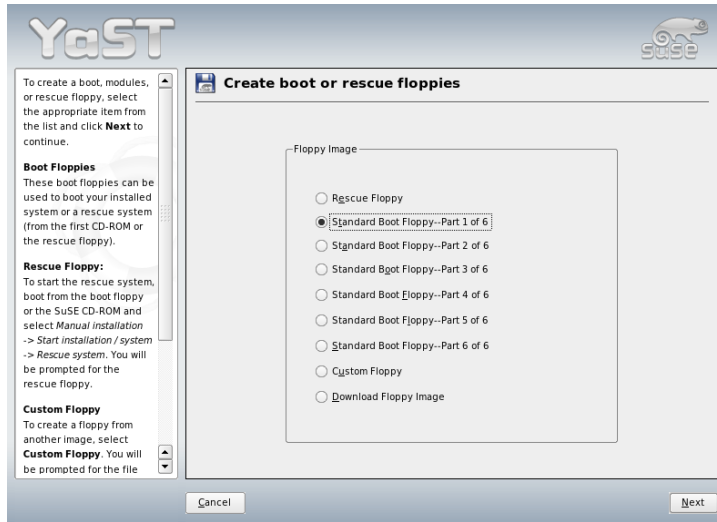 YaST
suse
To create a boot, modules,
or rescue floppy, select
the appropriate item from
the list and click Next to
continue.
Boot Floppies
These boot floppies can be
used to boot your installed
system or a rescue system
(from the first CD-ROM or
the rescue floppy).
Rescue Floppy:
To start the rescue system,
boot from the boot floppy
or the SuSE CD-ROM and
select Manual installation
-> Start installation / system
-> Rescue system. You will
be prompted for the
rescue floppy.
Custom Floppy
To create a floppy from
another image, select
Custom Floppy. You will
be prompted for the file
Create boot or rescue floppies
Floppy Image
Rescue Floppy
Standard Boot Floppy--Part 1 of 6
Standard Boot Floppy--Part 2 of 6
Standard Boot Floppy--Part 3 of 6
Standard Boot Floppy--Part 4 of 6
Standard Boot Floppy--Part 5 of 6
Standard Boot Floppy--Part 6 of 6
Custom Floppy
Download Floppy Image
Cancel
Next